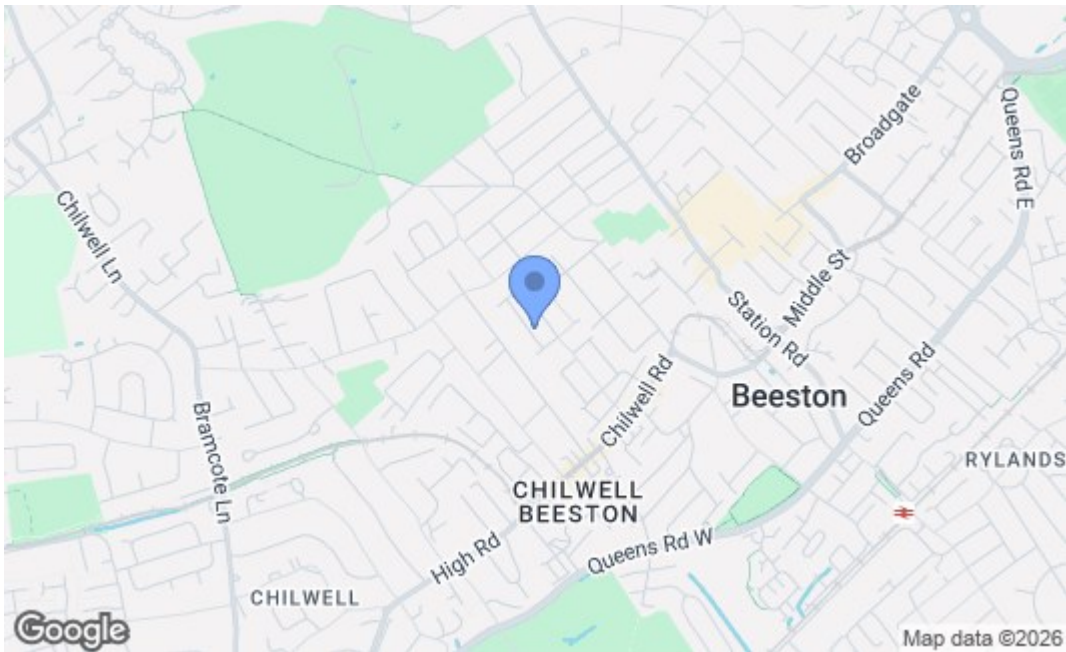 Queens Rd E
Broadgate
Chilwell Ln
Middle St
Station Rd
Chilwell Rd
Beeston
Queens Rd
Bramcote Ln
RYLANDS
CHILWELL
BEESTON
High Rd
Queens Rd W
CHILWELL
Google
Map data ©2026